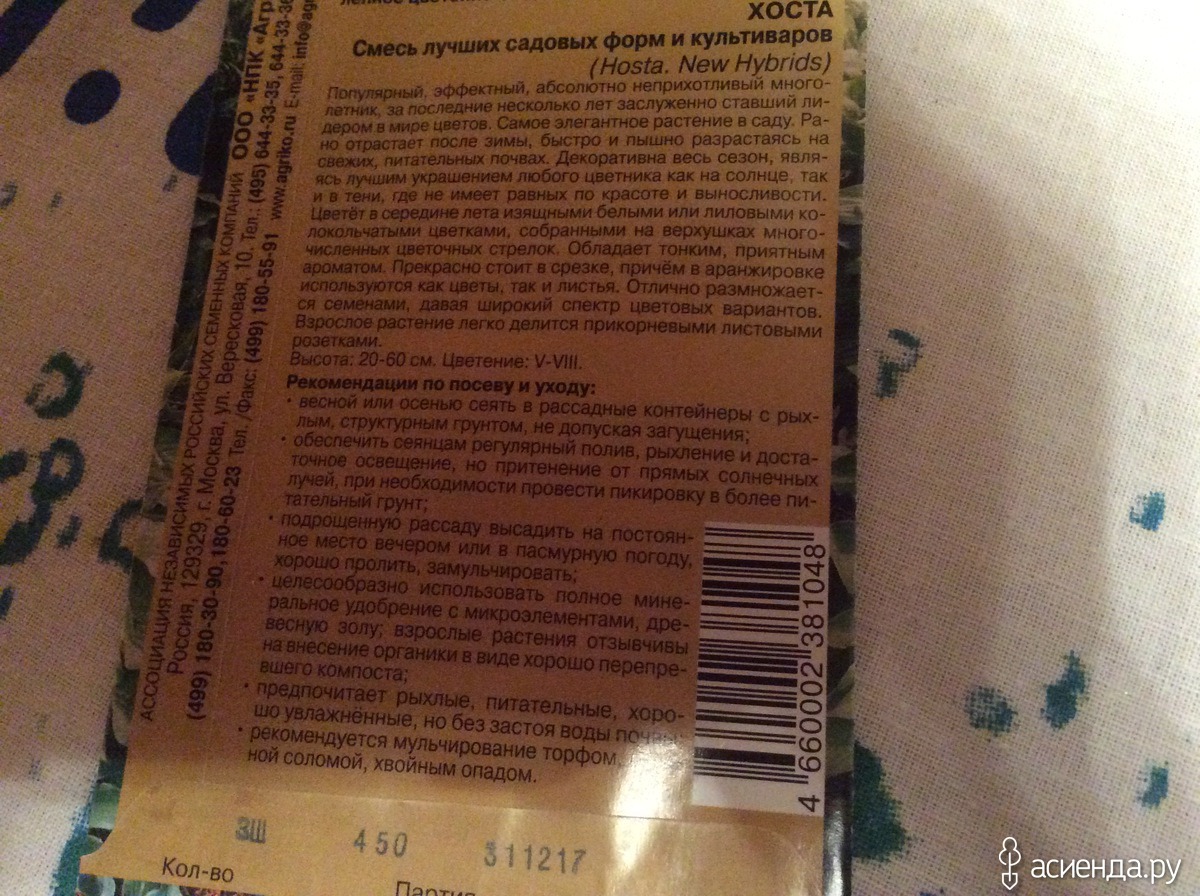 ХОСТА
Смесь лучших садовых форм и культиваров
(Hosta. New Hybrids)
Популярный, эффектный, абсолютно неприхотливый много-
летник, за последние несколько лет заслуженно ставший ли-
дером в мире цветов. Самое элегантное растение в саду. Ра-
но отрастает после зимы, быстро и пышно разрастаясь на
свежих, питательных почвах. Декоративна весь сезон, явля-
ясь лучшим украшением любого цветника как на солнце, так
и в тени, где не имеет равных по красоте и выносливости.
Цветёт в середине лета изящными белыми или лиловыми ко-
локольчатыми цветками, собранными на верхушках много-
численных цветочных стрелок. Обладает тонким, приятным
ароматом. Прекрасно стоит в срезке, причём в аранжировке
используются как цветы, так и листья. Отлично размножает-
ся семенами, давая широкий спектр цветовых вариантов.
Взрослое растение легко делится прикорневыми листовыми
розетками.
Высота: 20-60 см. Цветение: V-VIII.
Рекомендации по посеву и уходу:
• весной или осенью сеять в рассадные контейнеры с рых-
лым, структурным грунтом, не допуская загущения;
• обеспечить сеянцам регулярный полив, рыхление и доста-
точное освещение, но притенение от прямых солнечных
лучей, при необходимости провести пикировку в более пи-
тательный грунт;
• подрощенную рассаду высадить на постоян-
ное место вечером или в пасмурную погоду,
хорошо пролить, замульчировать;
• целесообразно использовать полное мине-
ральное удобрение с микроэлементами, дре-
весную золу; взрослые растения отзывчивы
на внесение органики в виде хорошо перепре-
вшего компоста;
• предпочитает рыхлые, питательные, хоро-
шо увлажнённые, но без застоя воды почвы;
• рекомендуется мульчирование торфом,
ной соломой, хвойным опадом.
4 660002 381048
ЗШ 450 311217
Кол-во Партия
АССОЦИАЦИЯ НЕЗАВИСИМЫХ РОССИЙСКИХ СЕМЕННЫХ КОМПАНИЙ ООО «НПК «Агр
Россия, 129329, г. Москва, ул. Вересковая, 10. Тел.: (495) 644-33-35, 644-33-36
(499) 180-30-90, 180-60-23 Тел. /Факс: (499) 180-55-91 www.agriko.ru E-mail: info@agr
асиенда.ру